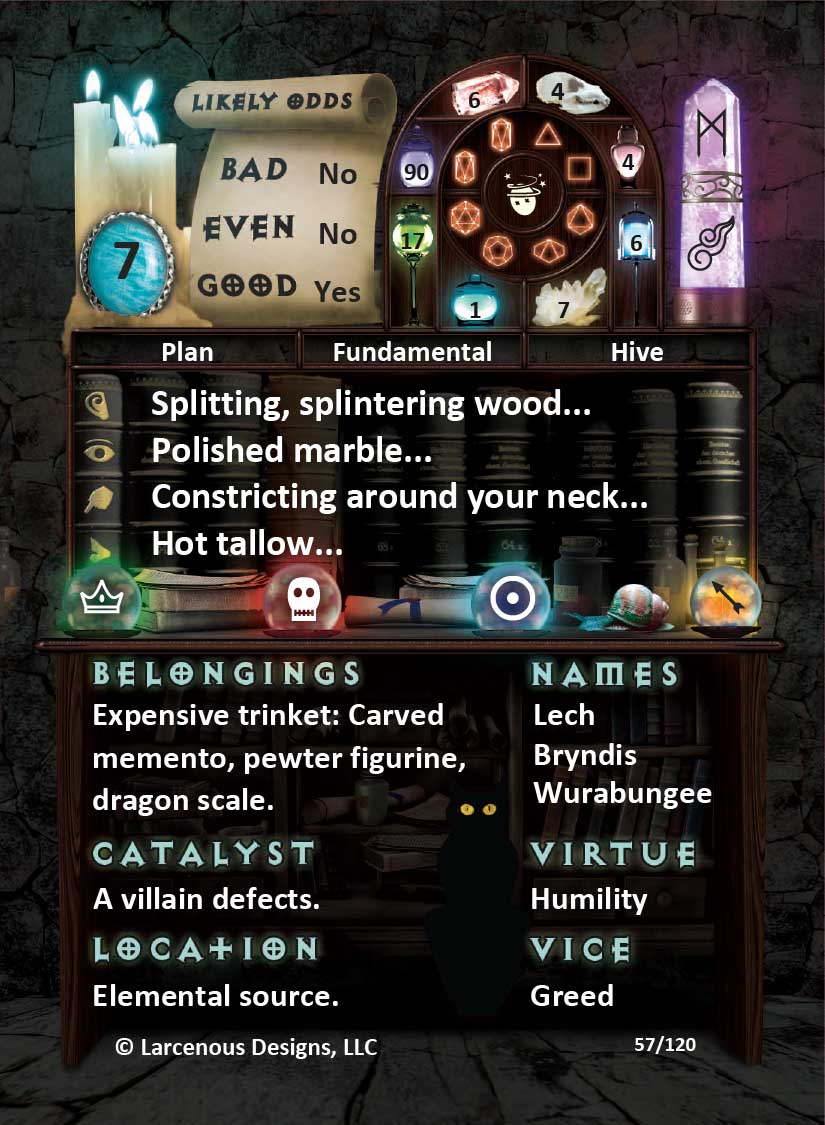 LIKELY ODDS
BAD No
EVEN No
GOOD Yes
7
6
4
90
4
17
6
1
7
ᛗ
Plan Fundamental Hive
Splitting, splintering wood...
Polished marble...
Constricting around your neck...
Hot tallow...
BELONGINGS
Expensive trinket: Carved
memento, pewter figurine,
dragon scale.
NAMES
Lech
Bryndis
Wurabungee
CATALYST
A villain defects.
VIRTUE
Humility
LOCATION
Elemental source.
VICE
Greed
© Larcenous Designs, LLC
57/120